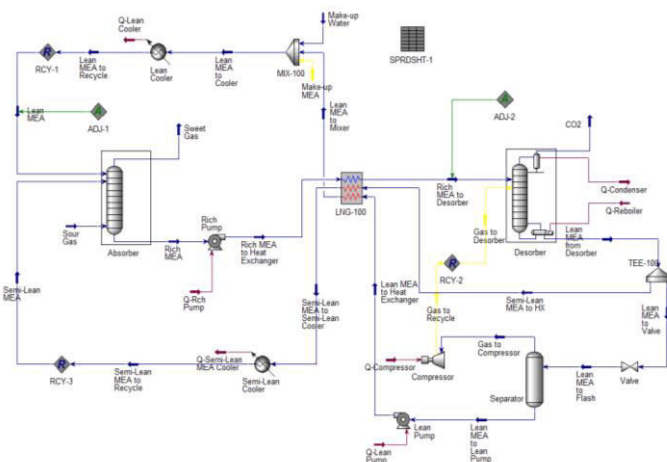 Q-Lean
Cooler
Make-up
Water
SPRDSHT-1
RCY-1
Lean
MEA to
Recycle
Lean
Cooler
Lean
MEA to
Cooler
MIX-100
Make-up
MEA
Lean
MEA
ADJ-1
Sweet
Gas
Lean
MEA to
Mixer
ADJ-2
CO2
Sour
Gas
Absorber
Rich
MEA
Rich
Pump
Rich MEA
to Heat
Exchanger
LNG-100
Rich
MEA to
Desorber
Gas to
Desorber
Q-Condenser
Q-Reboiler
Desorber
Lean
MEA from
Desorber
TEE-100
Q-Rch
Pump
Semi-Lean
MEA
Semi-Lean
MEA to
Semi-Lean
Cooler
Lean MEA
to Heat
Exchanger
RCY-2
Gas to
Recycle
Semi-Lean
MEA to HX
Lean
MEA to
Valve
RCY-3
Semi-Lean
MEA to
Recycle
Q-Semi-Lean
MEA Cooler
Semi-Lean
Cooler
Q-Compressor
Compressor
Gas to
Compressor
Separator
Lean
MEA to
Flash
Valve
Q-Lean
Pump
Lean
Pump
Lean
MEA to
Lean
Pump